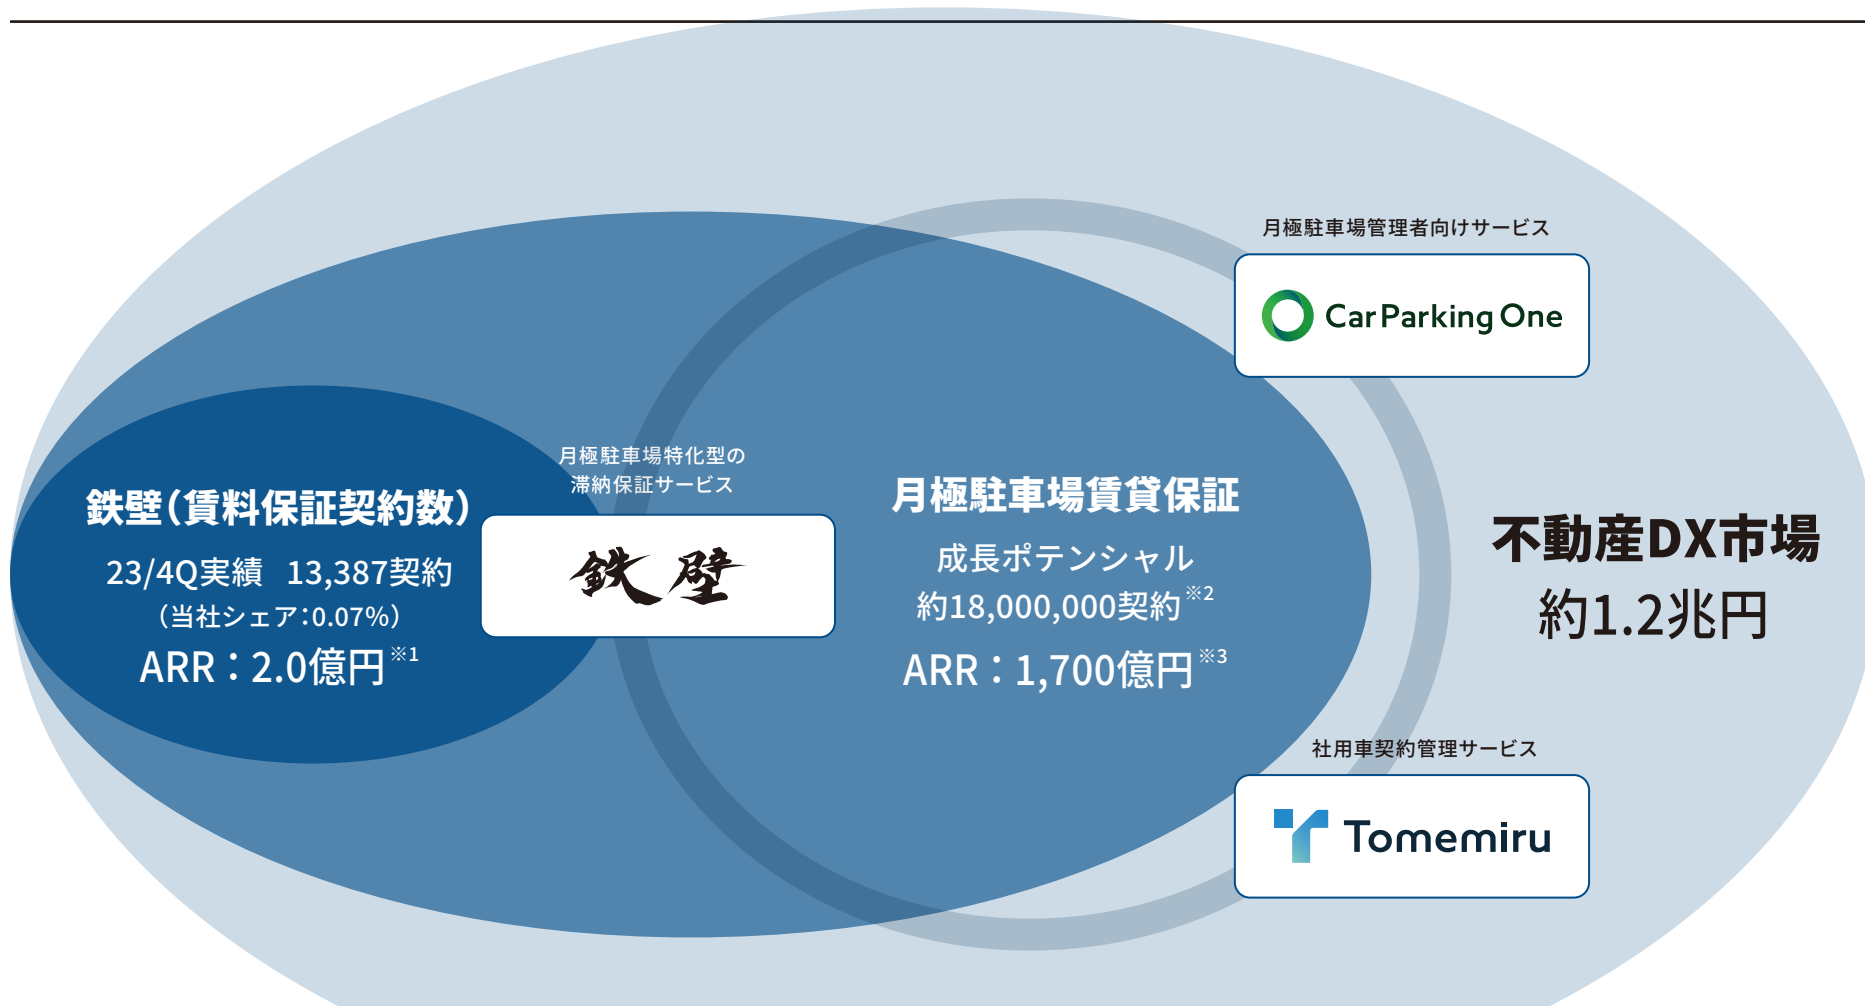 月極駐車場管理者向けサービス
CarParking One
月極駐車場特化型の
滞納保証サービス
鉄壁
鉄壁(賃料保証契約数)
23/4Q実績 13,387契約
(当社シェア:0.07%)
ARR:2.0億円※1
月極駐車場賃貸保証
成長ポテンシャル
約18,000,000契約※2
ARR:1,700億円※3
不動産DX市場
約1.2兆円
社用車契約管理サービス
Tomemiru